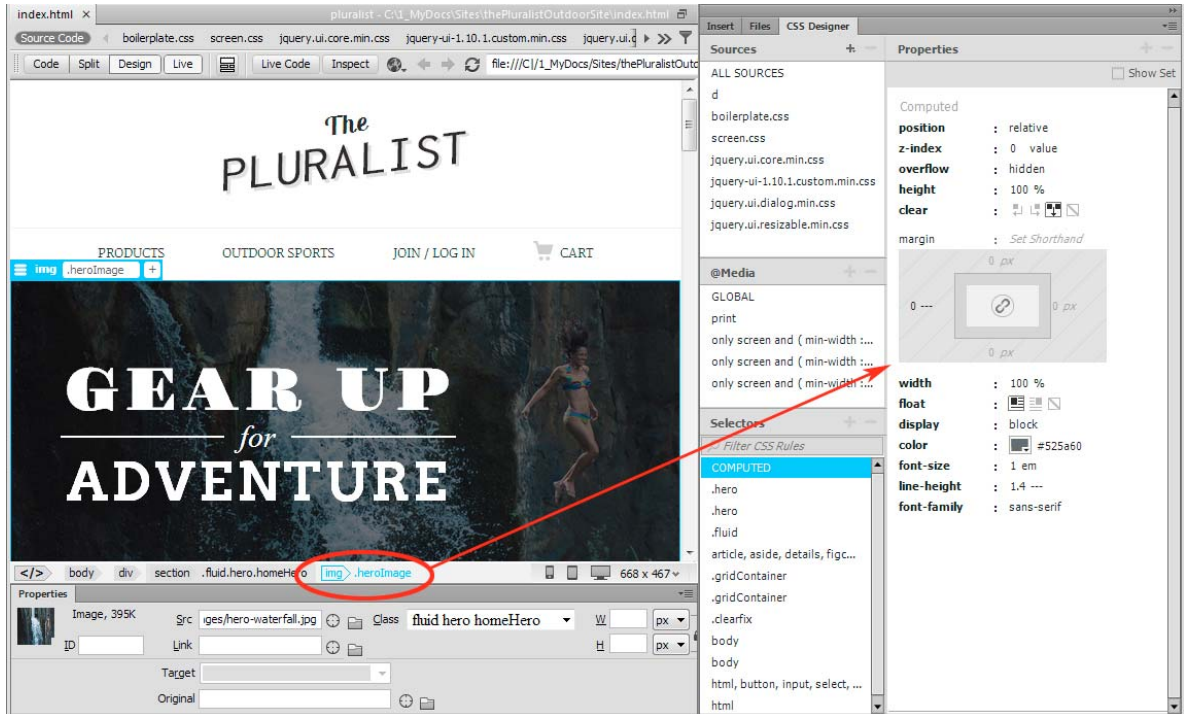 index.html ×
pluralist - C:\1_MyDocs\Sites\thePluralistOutdoorSite\index.html
Source Code boilerplate.css screen.css jquery.ui.core.min.css jquery-ui-1.10.1.custom.min.css jquery.ui.
Code Split Design Live Live Code Inspect file:///C|/1_MyDocs/Sites/thePluralistOutdo
The
PLURALIST
PRODUCTS OUTDOOR SPORTS JOIN / LOG IN CART
img .heroImage +
GEAR UP
for
ADVENTURE
</> body div section .fluid.hero.homeHero img .heroImage 668 x 467
Properties
Image, 395K Src ges/hero-waterfall.jpg Class fluid hero homeHero W px
ID Link H px
Target
Original
Insert Files CSS Designer
Sources + −
ALL SOURCES
d
boilerplate.css
screen.css
jquery.ui.core.min.css
jquery-ui-1.10.1.custom.min.css
jquery.ui.dialog.min.css
jquery.ui.resizable.min.css
@Media + −
GLOBAL
print
only screen and ( min-width :...
only screen and ( min-width :...
only screen and ( min-width :...
Selectors + −
Filter CSS Rules
COMPUTED
.hero
.hero
.fluid
article, aside, details, figc...
.gridContainer
.gridContainer
.clearfix
body
body
html, button, input, select, ...
html
Properties + −
Show Set
Computed
position : relative
z-index : 0 value
overflow : hidden
height : 100 %
clear :
margin : Set Shorthand
0 px
0 --- 0 px
0 px
width : 100 %
float :
display : block
color : #525a60
font-size : 1 em
line-height : 1.4 ---
font-family : sans-serif